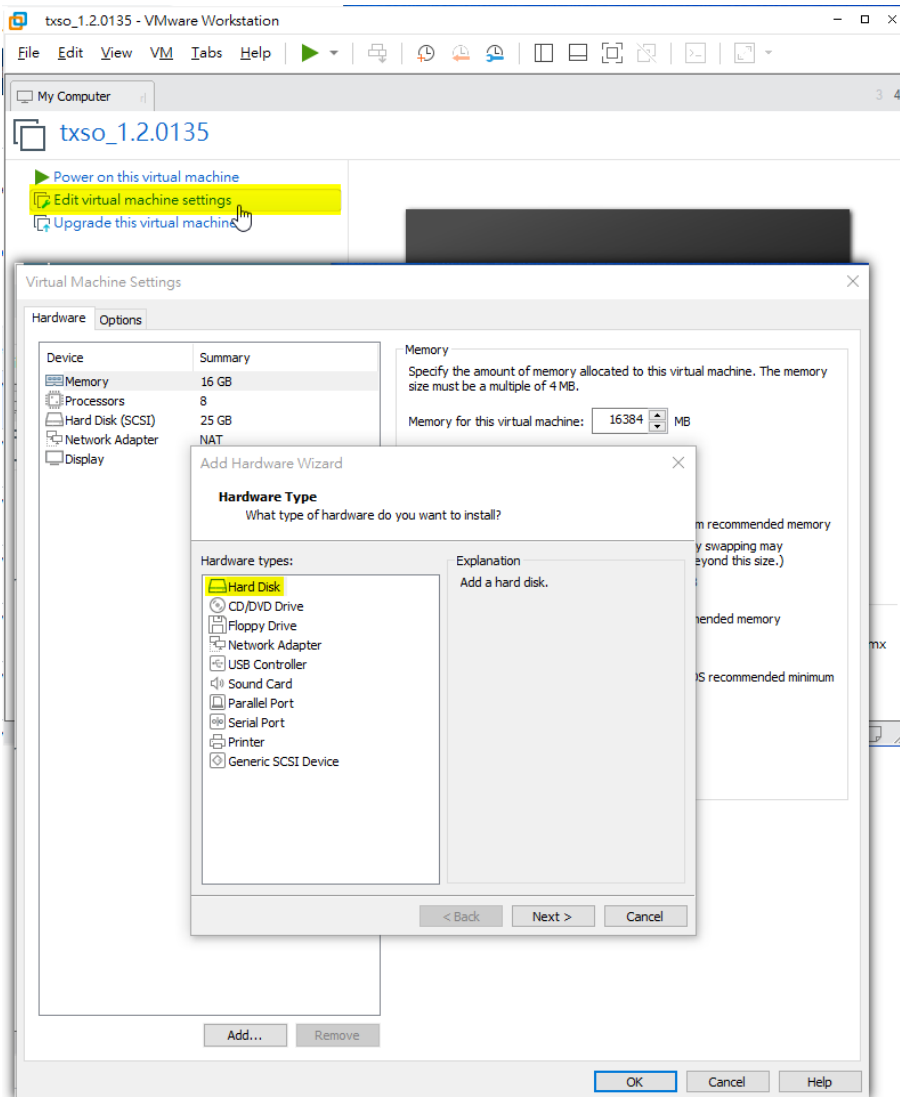 txso_1.2.0135 - VMware Workstation
File Edit View VM Tabs Help
My Computer
3 4
txso_1.2.0135
Power on this virtual machine
Edit virtual machine settings
Upgrade this virtual machine
Virtual Machine Settings
Hardware Options
Device Summary
Memory 16 GB
Processors 8
Hard Disk (SCSI) 25 GB
Network Adapter NAT
Display
Memory
Specify the amount of memory allocated to this virtual machine. The memory
size must be a multiple of 4 MB.
Memory for this virtual machine: 16384 MB
m recommended memory
y swapping may
eyond this size.)
ended memory
mx
S recommended minimum
Add Hardware Wizard
Hardware Type
What type of hardware do you want to install?
Hardware types:
Hard Disk
CD/DVD Drive
Floppy Drive
Network Adapter
USB Controller
Sound Card
Parallel Port
Serial Port
Printer
Generic SCSI Device
Explanation
Add a hard disk.
< Back Next > Cancel
Add... Remove
OK Cancel Help